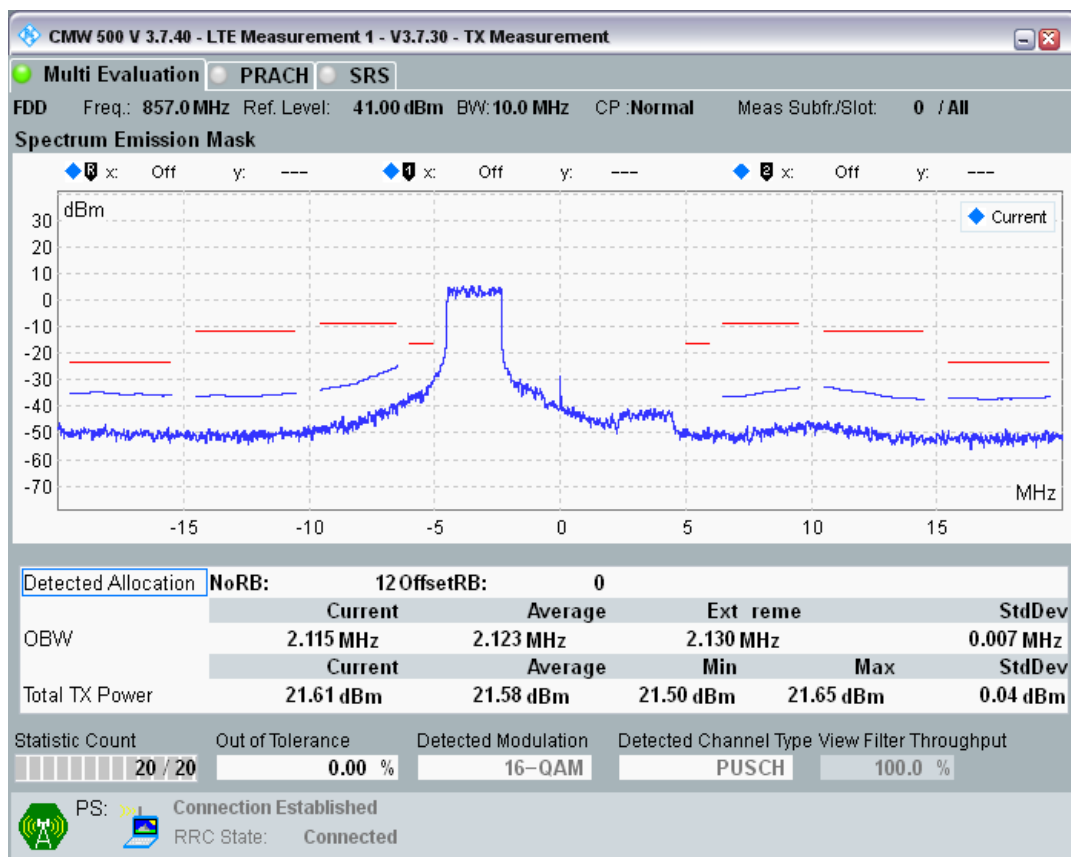 CMW 500 V 3.7.40 - LTE Measurement 1 - V3.7.30 - TX Measurement
Multi Evaluation PRACH SRS
FDD Freq.: 857.0 MHz Ref. Level: 41.00 dBm BW: 10.0 MHz CP :Normal Meas Subfr./Slot: 0 / All
Spectrum Emission Mask
R x: Off y: --- 1 x: Off y: --- 2 x: Off y: ---
dBm
Current
30
20
10
0
-10
-20
-30
-40
-50
-60
-70
MHz
-15 -10 -5 0 5 10 15
Detected Allocation NoRB: 12 OffsetRB: 0
Current Average Ext reme StdDev
OBW 2.115 MHz 2.123 MHz 2.130 MHz 0.007 MHz
Current Average Min Max StdDev
Total TX Power 21.61 dBm 21.58 dBm 21.50 dBm 21.65 dBm 0.04 dBm
Statistic Count Out of Tolerance Detected Modulation Detected Channel Type View Filter Throughput
20 / 20 0.00 % 16-QAM PUSCH 100.0 %
PS: Connection Established
RRC State: Connected